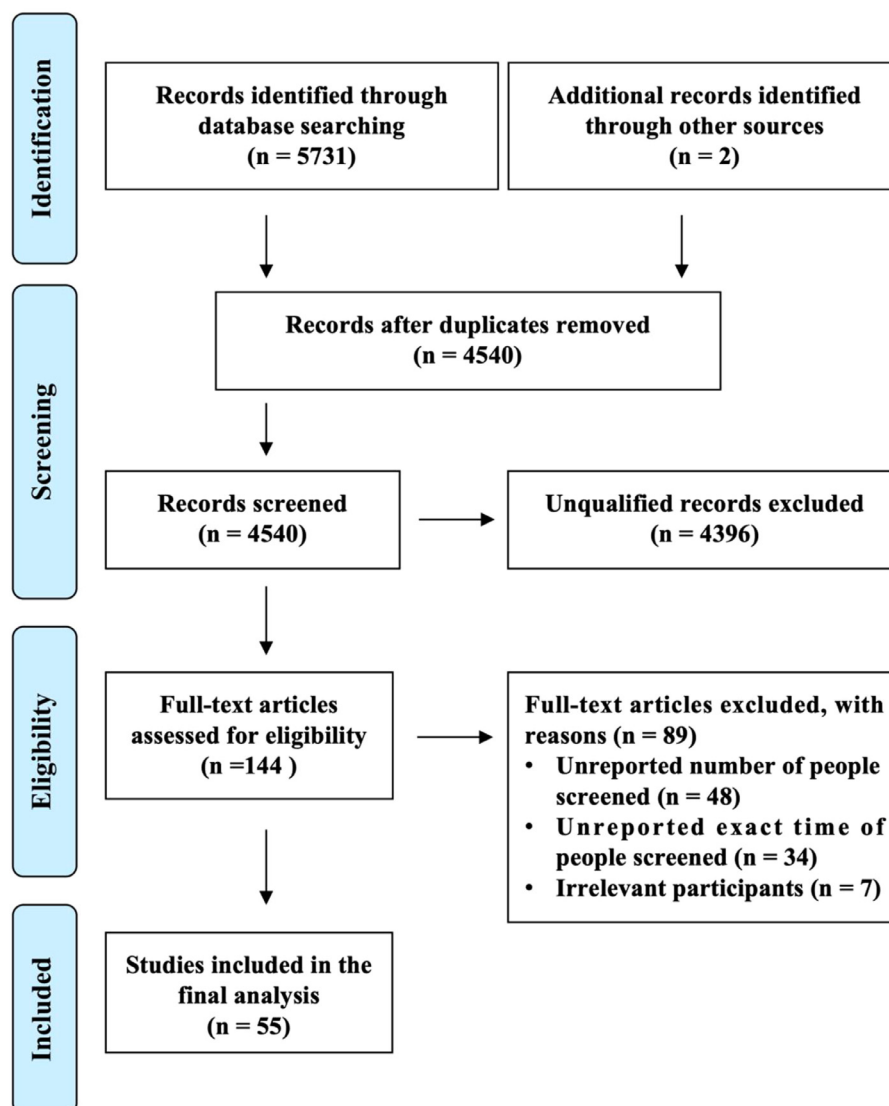 Identification
Records identified through
database searching
(n = 5731)
Additional records identified
through other sources
(n = 2)
Screening
Records after duplicates removed
(n = 4540)
Records screened
(n = 4540)
Unqualified records excluded
(n = 4396)
Eligibility
Full-text articles
assessed for eligibility
(n =144 )
Full-text articles excluded, with
reasons (n = 89)
• Unreported number of people
screened (n = 48)
• Unreported exact time of
people screened (n = 34)
• Irrelevant participants (n = 7)
Included
Studies included in the
final analysis
(n = 55)